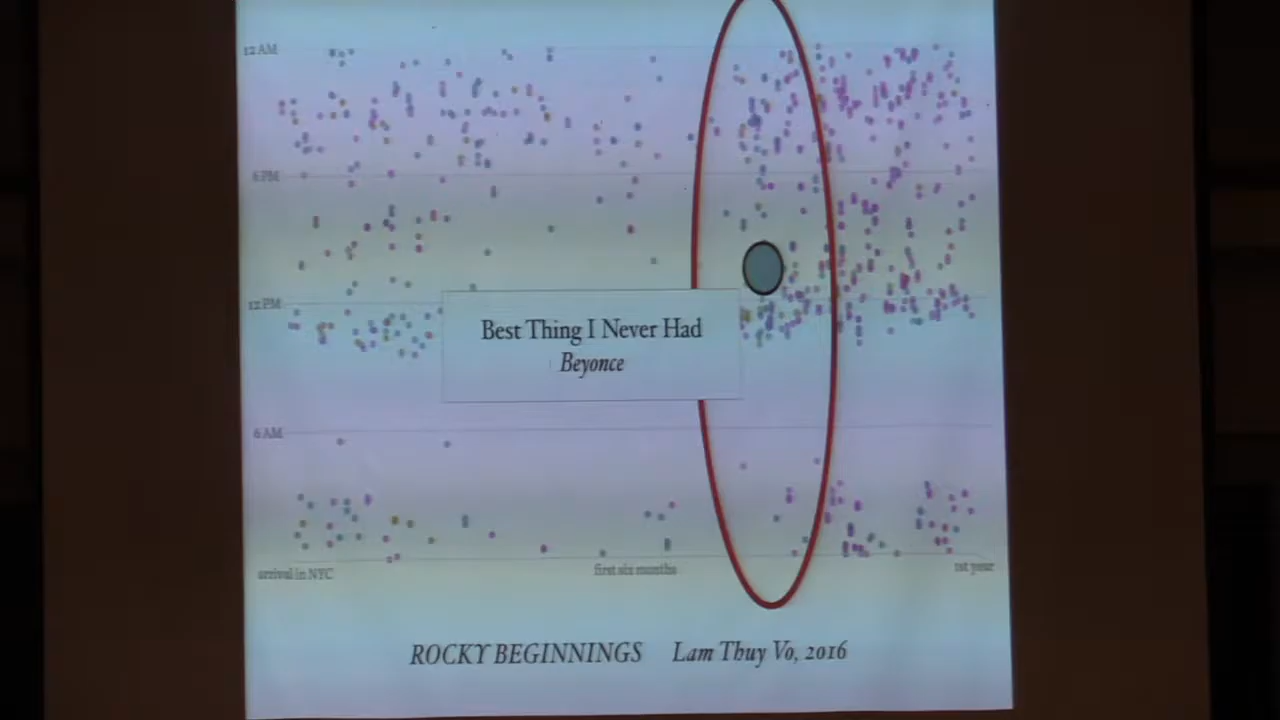 12 AM
6 PM
12 PM
Best Thing I Never Had
Beyonce
6 AM
arrival in NYC first six months 1st year
ROCKY BEGINNINGS Lam Thuy Vo, 2016